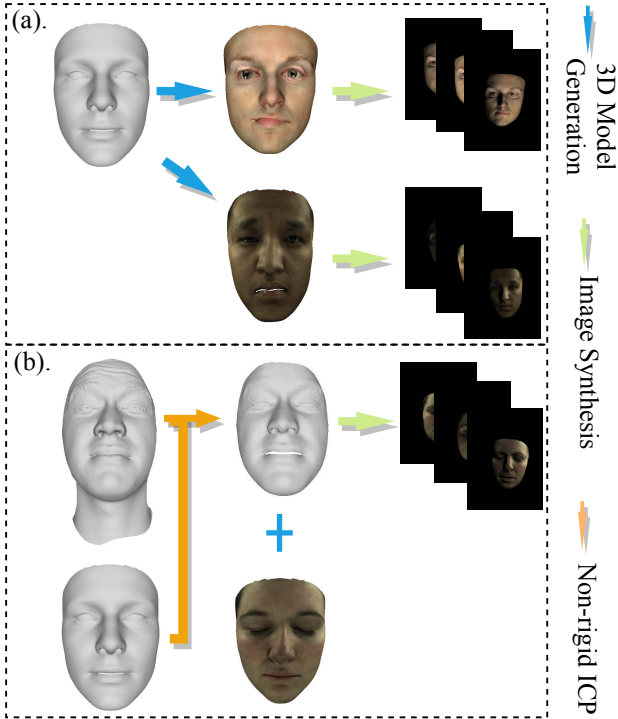 (a).
(b).
3D Model
Generation
Image Synthesis
Non-rigid ICP